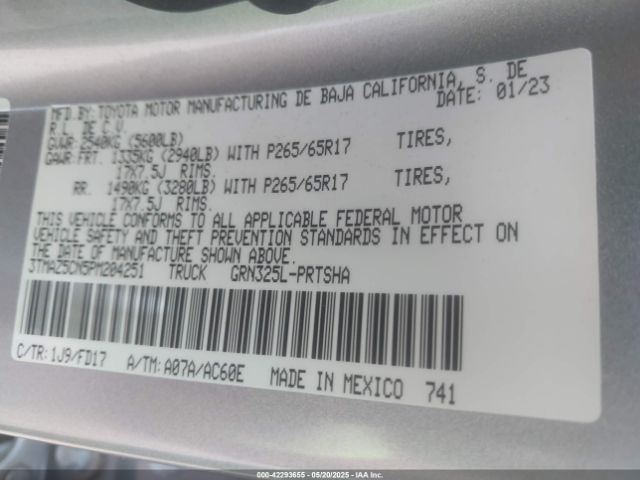 MFD.BY:TOYOTA MOTOR MANUFACTURING DE BAJA CALIFORNIA, S. DE
R.L. DE C.V. DATE: 01/23
GVWR: 2540KG (5600LB)
GAWR: FRT. 1335KG (2940LB) WITH P265/65R17 TIRES,
17X7.5J RIMS.
RR. 1490KG (3280LB) WITH P265/65R17 TIRES,
17X7.5J RIMS.
THIS VEHICLE CONFORMS TO ALL APPLICABLE FEDERAL MOTOR
VEHICLE SAFETY AND THEFT PREVENTION STANDARDS IN EFFECT ON
THE DATE OF MANUFACTURE SHOWN ABOVE.
3TMAZ5CN5PM204251 TRUCK GRN325L-PRTSHA
C/TR: 1J9/FD17 A/TM: A07A/AC60E MADE IN MEXICO 741
000-42293655 - 05/20/2025 - IAA Inc.